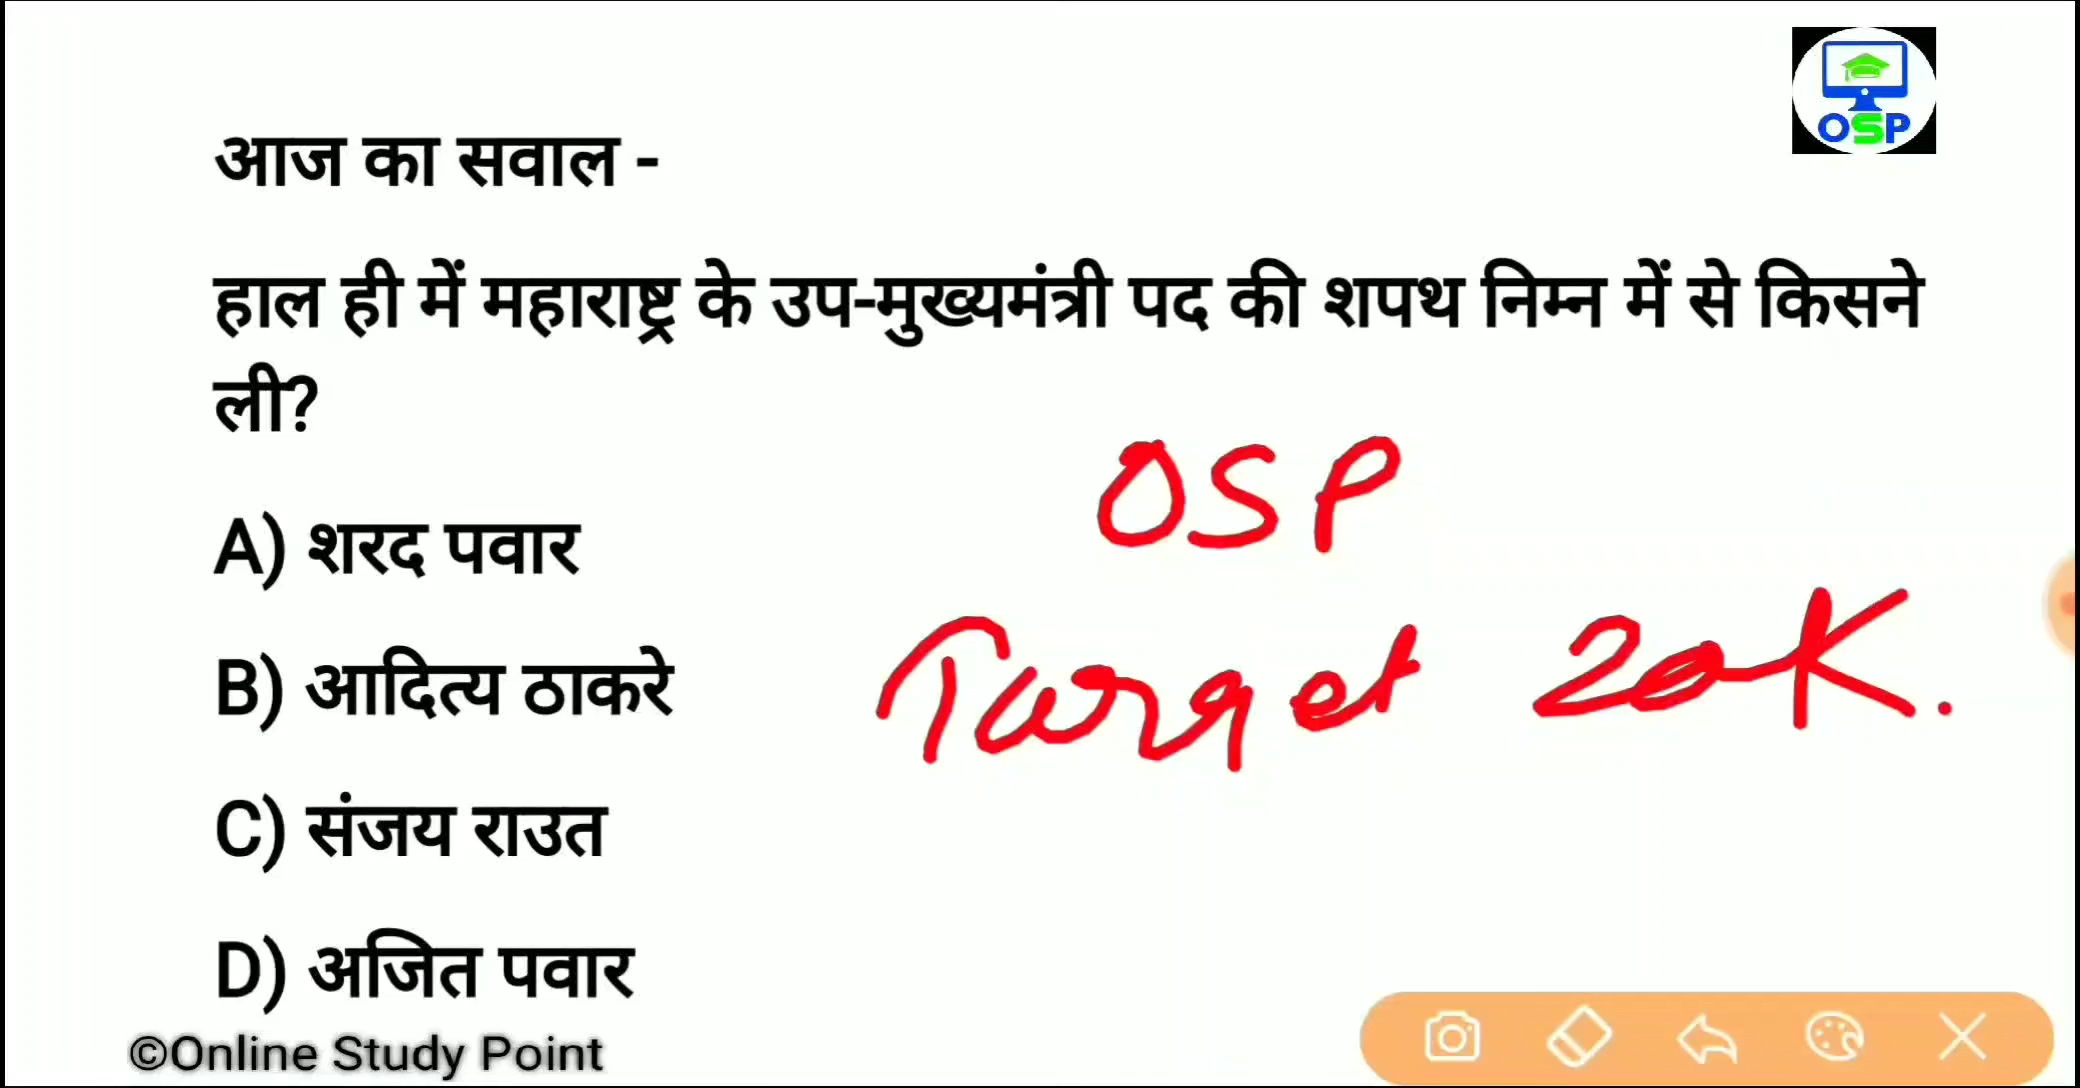 OSP
आज का सवाल -
हाल ही में महाराष्ट्र के उप-मुख्यमंत्री पद की शपथ निम्न में से किसने
ली?
OSP
A) शरद पवार
Target 20K.
B) आदित्य ठाकरे
C) संजय राउत
D) अजित पवार
©Online Study Point